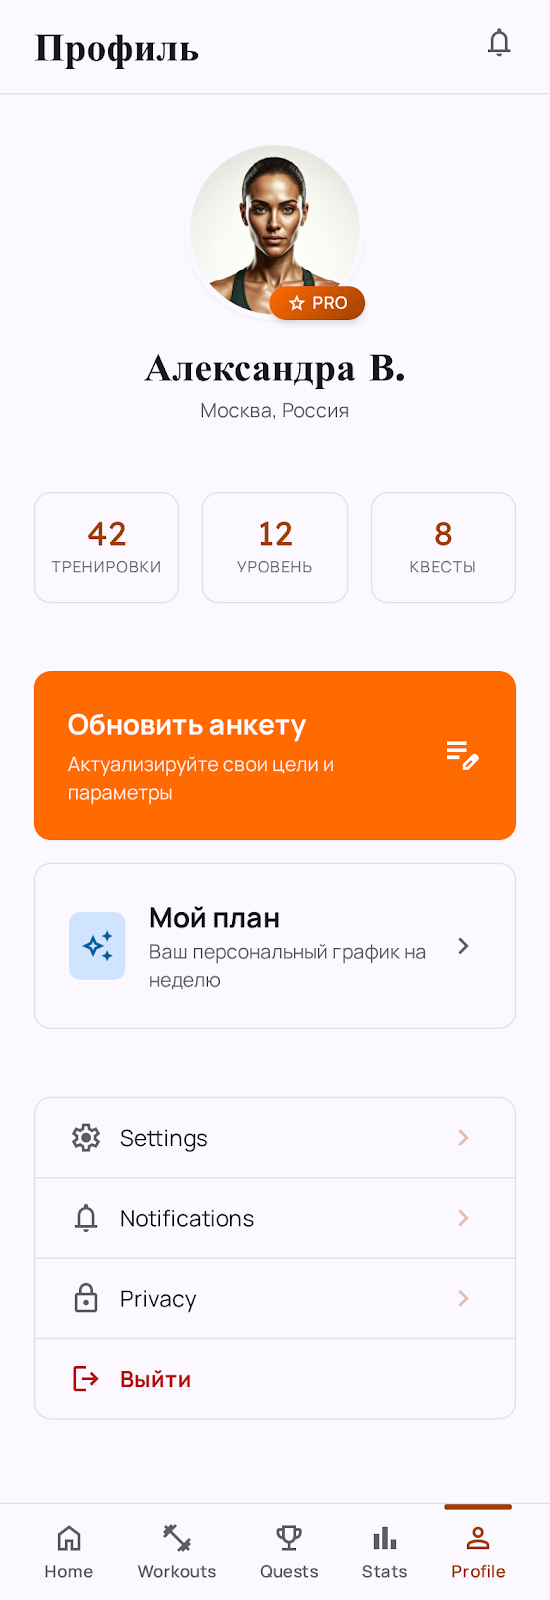 Профиль
PRO
Александра В.
Москва, Россия
42
ТРЕНИРОВКИ
12
УРОВЕНЬ
8
КВЕСТЫ
Обновить анкету
Актуализируйте свои цели и
параметры
Мой план
Ваш персональный график на
неделю
Settings
Notifications
Privacy
Выйти
Home
Workouts
Quests
Stats
Profile